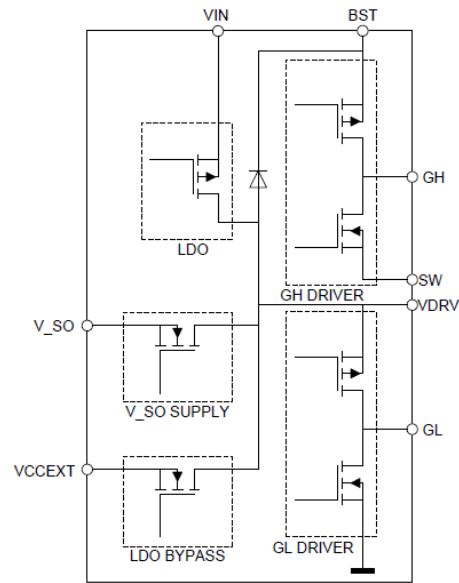 VIN
BST
GH
LDO
SW
GH DRIVER
VDRV
V_SO
V_SO SUPPLY
GL
VCCEXT
LDO BYPASS
GL DRIVER